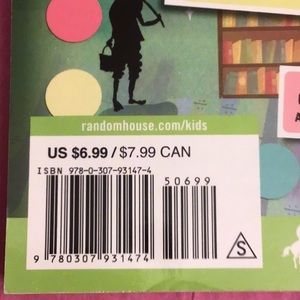 randomhouse.com/kids
US $6.99 / $7.99 CAN
ISBN 978-0-307-93147-4
50699
9 780307 931474
S